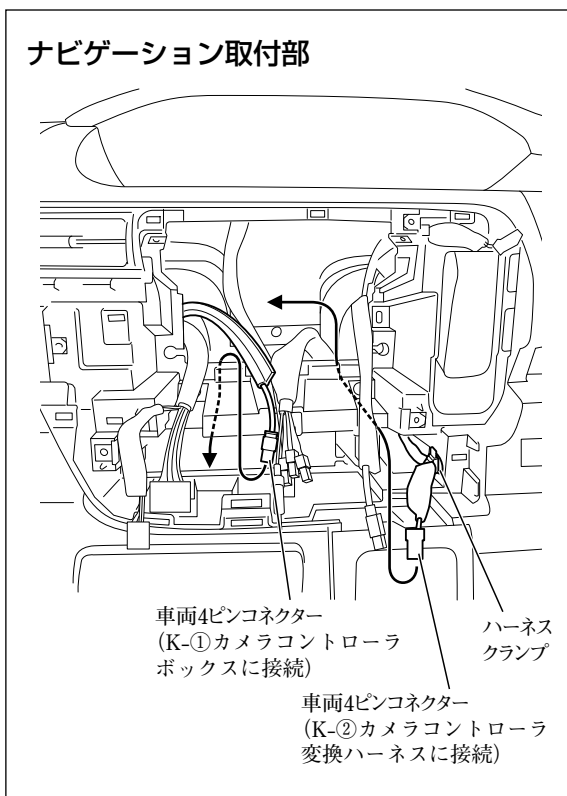 ナビゲーション取付部
車両4ピンコネクター
(K-①カメラコントローラ
ボックスに接続)
ハーネス
クランプ
車両4ピンコネクター
(K-②カメラコントローラ
変換ハーネスに接続)